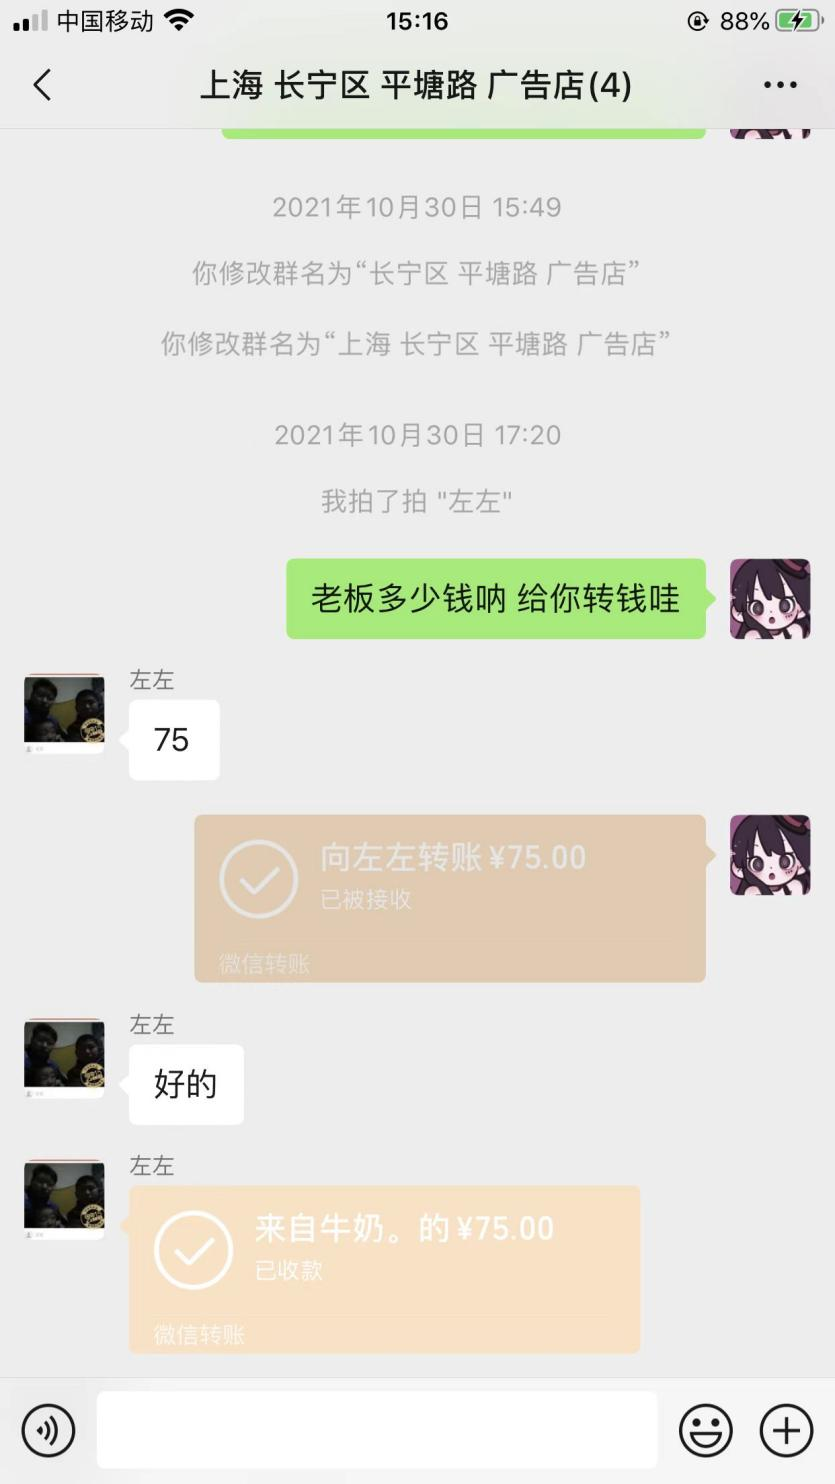 中国移动
15:16
88%
上海 长宁区 平塘路 广告店(4)
2021年10月30日 15:49
你修改群名为“长宁区 平塘路 广告店”
你修改群名为“上海 长宁区 平塘路 广告店”
2021年10月30日 17:20
我拍了拍 "左左"
老板多少钱呐 给你转钱哇
左左
75
向左左转账¥75.00
已被接收
微信转账
左左
好的
左左
来自牛奶。的¥75.00
已收款
微信转账